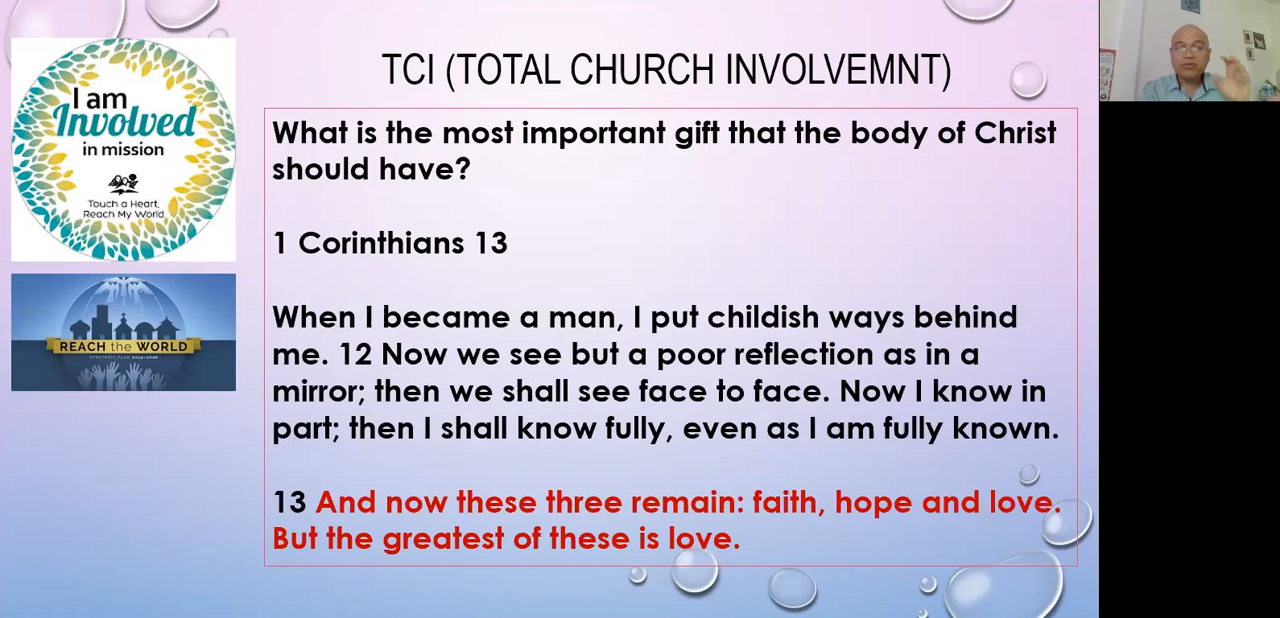 TCI (TOTAL CHURCH INVOLVEMNT)
I am
Involved
in mission
Touch a Heart,
Reach My World
REACH the WORLD
What is the most important gift that the body of Christ
should have?
1 Corinthians 13
When I became a man, I put childish ways behind
me. 12 Now we see but a poor reflection as in a
mirror; then we shall see face to face. Now I know in
part; then I shall know fully, even as I am fully known.
13 And now these three remain: faith, hope and love.
But the greatest of these is love.